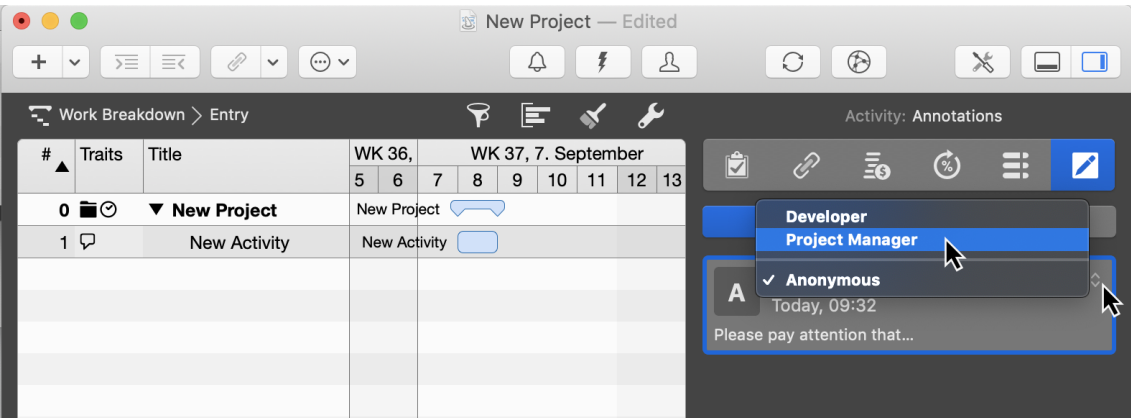 New Project — Edited
Work Breakdown > Entry
Activity: Annotations
# Traits Title
WK 36, WK 37, 7. September
5 6 7 8 9 10 11 12 13
0 New Project New Project
1 New Activity New Activity
Developer
Project Manager
✓ Anonymous
A
Today, 09:32
Please pay attention that...